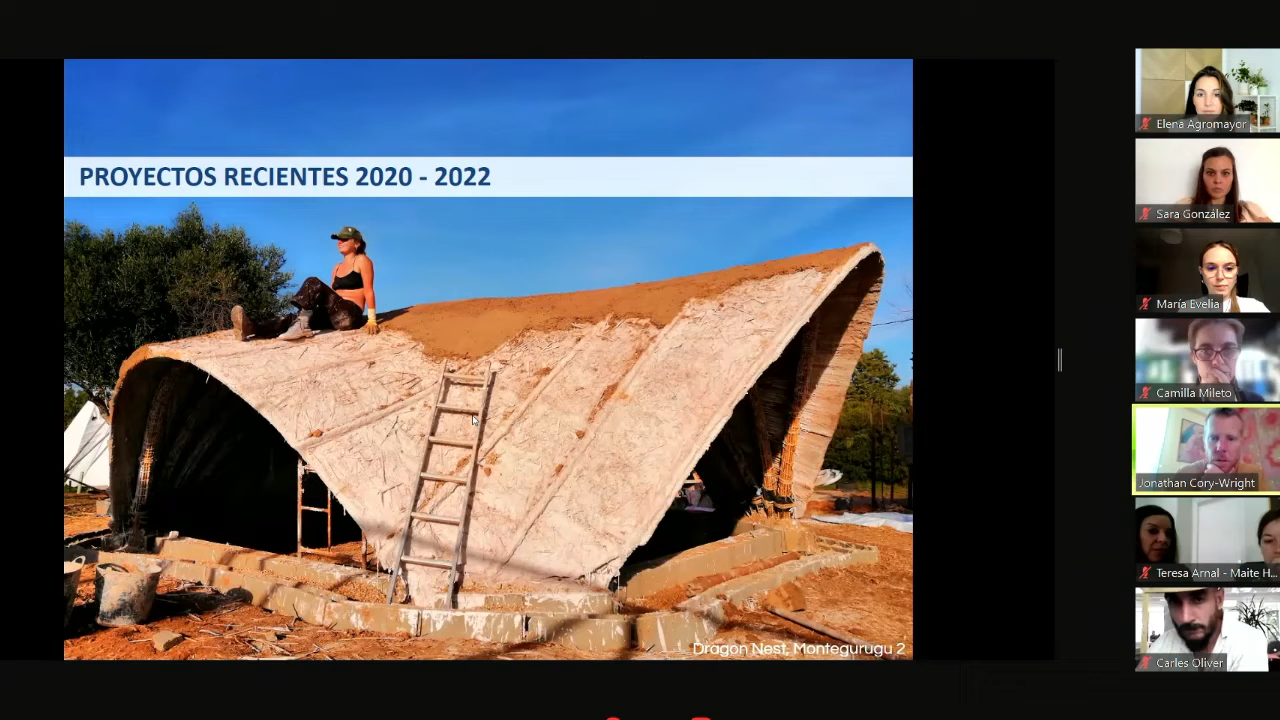 PROYECTOS RECIENTES 2020 - 2022
Dragon Nest, Montegurugu 2
Elena Agromayor
Sara González
María Evelia
Camilla Mileto
Jonathan Cory-Wright
Teresa Arnal - Maite H...
Carles Oliver